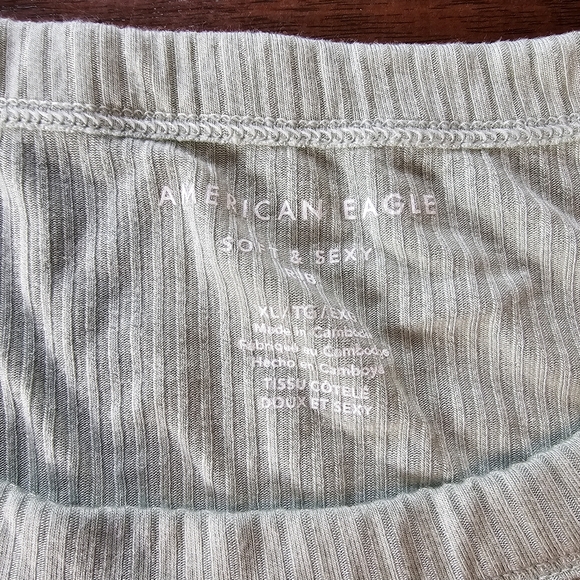 AMERICAN EAGLE
SOFT & SEXY
RIB
XL/TG/EXG
Made in Cambodia
Fabriqué au Cambodge
Hecho en Camboya
TISSU CÔTELÉ
DOUX ET SEXY